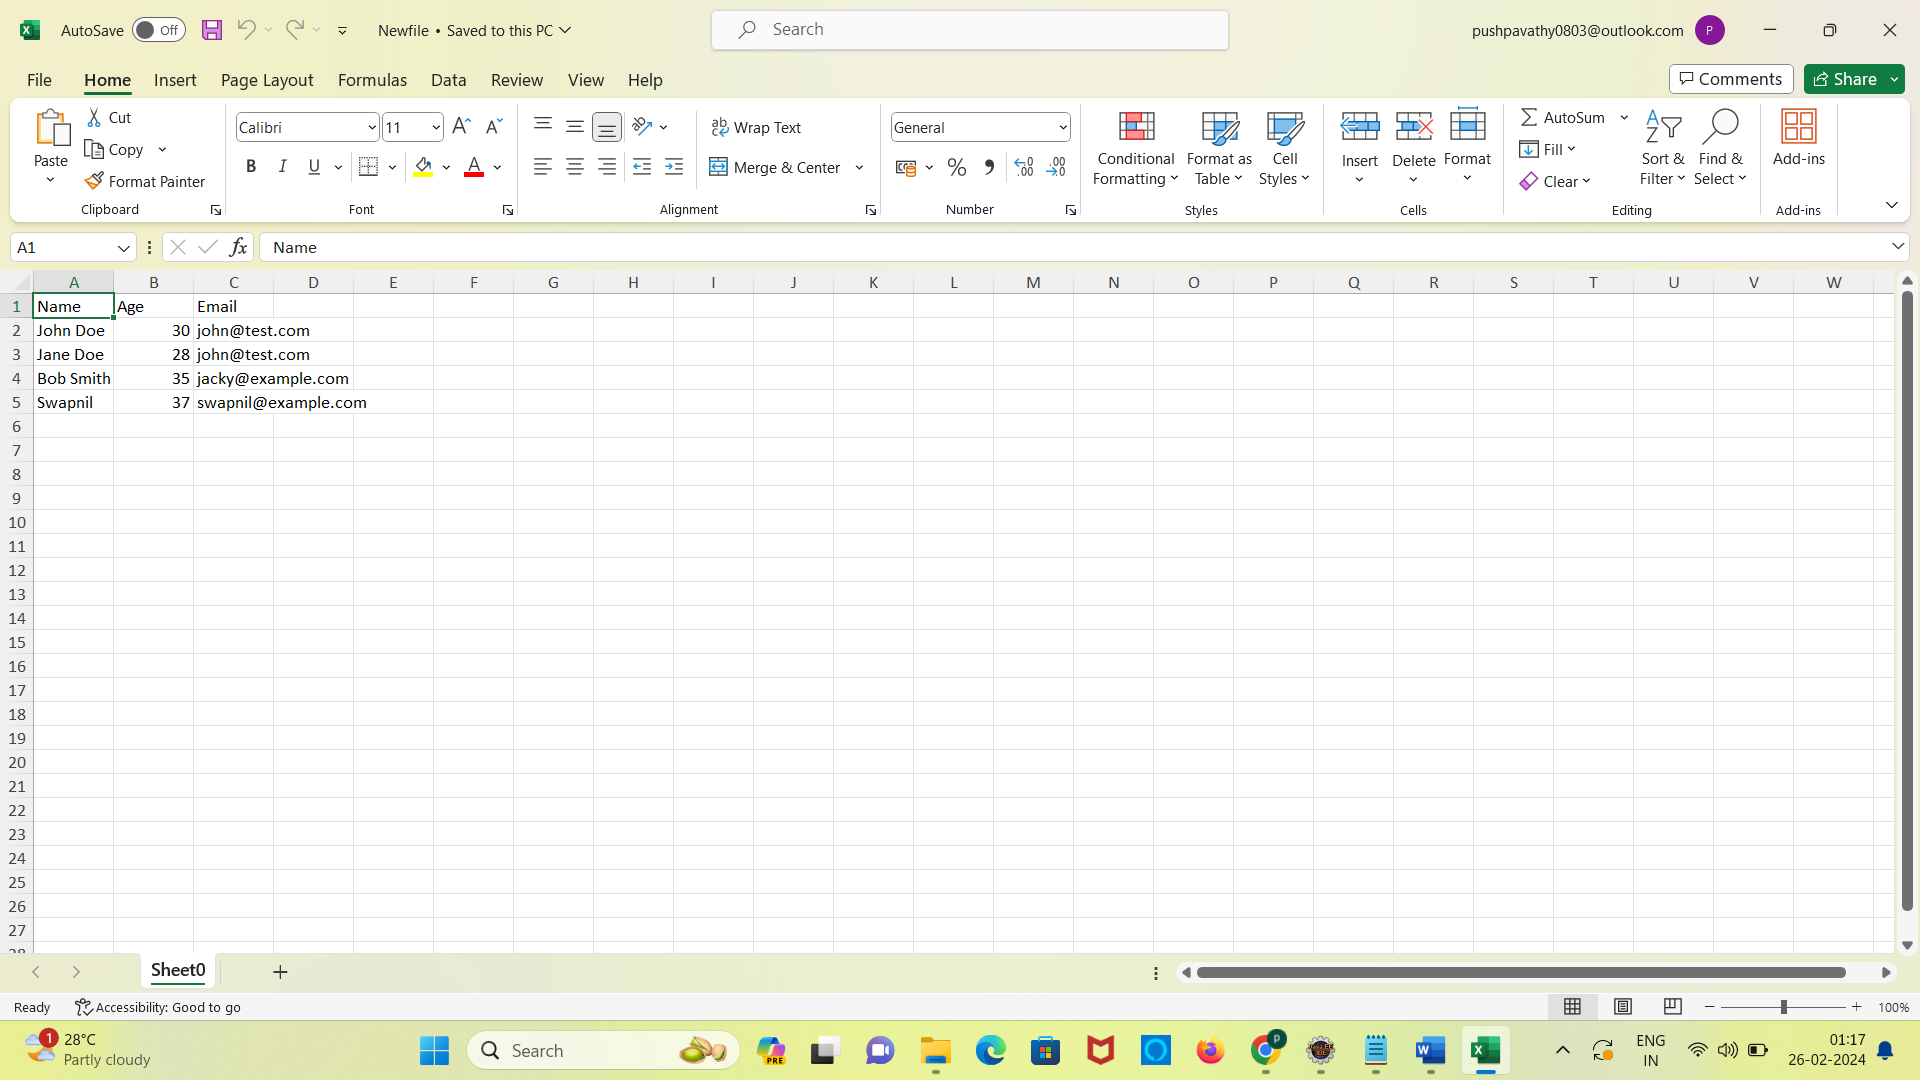 AutoSave Off Newfile • Saved to this PC Search pushpavathy0803@outlook.com P
File Home Insert Page Layout Formulas Data Review View Help Comments Share
Paste Cut Copy Format Painter Clipboard
Calibri 11 B I U A Font
Wrap Text Merge & Center Alignment
General % Number
Conditional Formatting Format as Table Cell Styles Styles
Insert Delete Format Cells
AutoSum Fill Clear Sort & Filter Find & Select Editing
Add-ins Add-ins
A1 fx Name
A B C D E F G H I J K L M N O P Q R S T U V W
1 Name Age Email
2 John Doe 30 john@test.com
3 Jane Doe 28 john@test.com
4 Bob Smith 35 jacky@example.com
5 Swapnil 37 swapnil@example.com
6
7
8
9
10
11
12
13
14
15
16
17
18
19
20
21
22
23
24
25
26
27
28
Sheet0
Ready Accessibility: Good to go 100%
1 28°C Search PRE ENG 01:17
Partly cloudy IN 26-02-2024